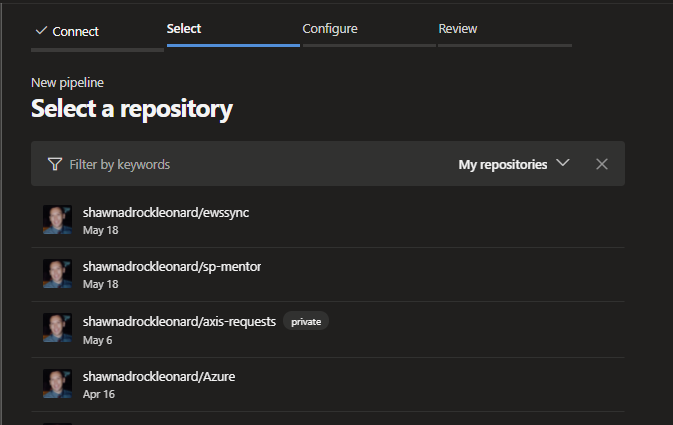 Connect Select Configure Review
New pipeline
Select a repository
Filter by keywords My repositories
shawnadrockleonard/ewssync
May 18
shawnadrockleonard/sp-mentor
May 18
shawnadrockleonard/axis-requests private
May 6
shawnadrockleonard/Azure
Apr 16